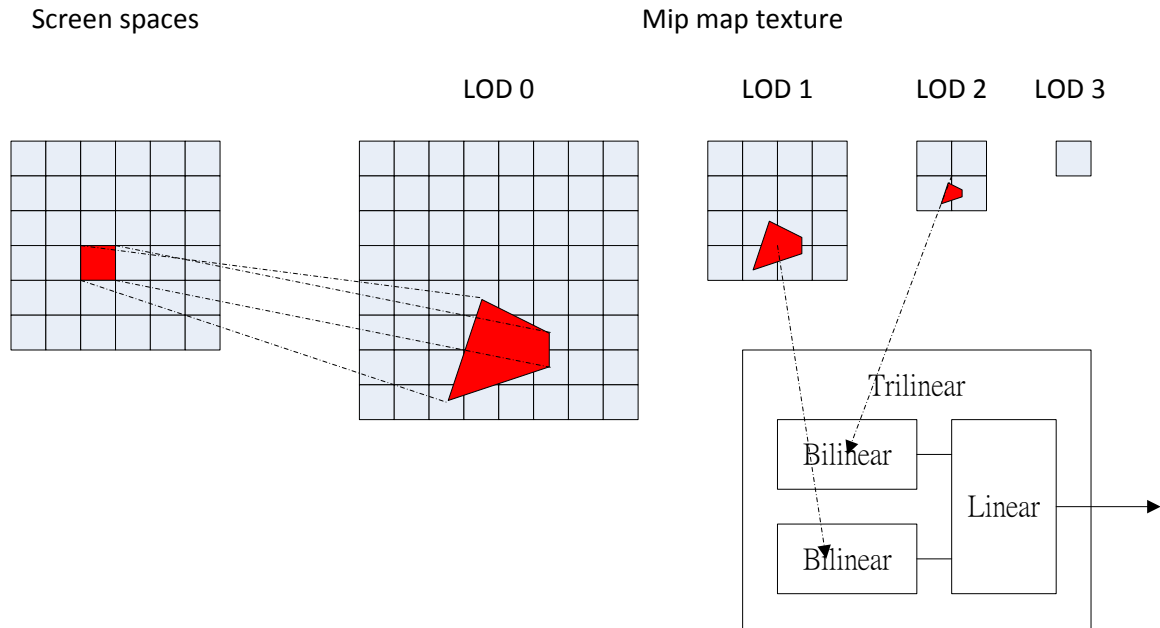 Screen spaces
Mip map texture
LOD 0
LOD 1
LOD 2
LOD 3
Trilinear
Bilinear
Linear
Bilinear